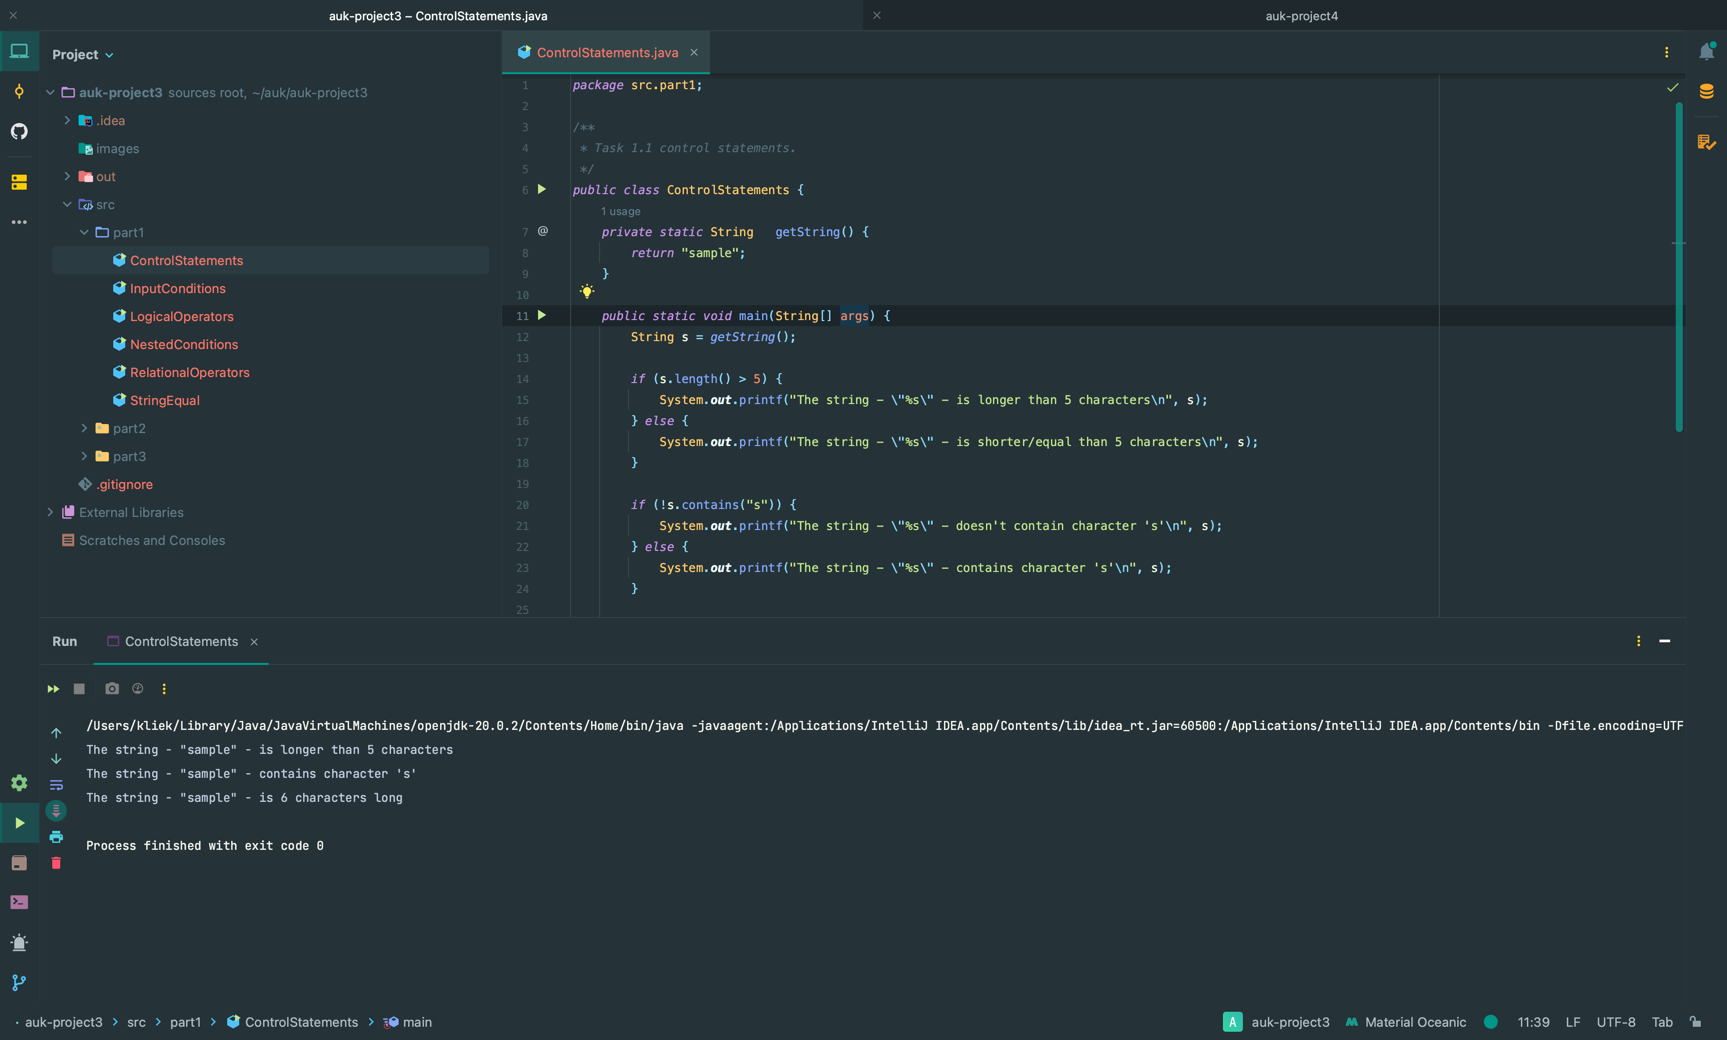 auk-project3 – ControlStatements.java
auk-project4
Project
ControlStatements.java
auk-project3 sources root, ~/auk/auk-project3
.idea
images
out
src
part1
ControlStatements
InputConditions
LogicalOperators
NestedConditions
RelationalOperators
StringEqual
part2
part3
.gitignore
External Libraries
Scratches and Consoles
1 package src.part1;
2
3 /**
4 * Task 1.1 control statements.
5 */
6 public class ControlStatements {
1 usage
7 @ private static String getString() {
8 return "sample";
9 }
10
11 public static void main(String[] args) {
12 String s = getString();
13
14 if (s.length() > 5) {
15 System.out.printf("The string - \"%s\" - is longer than 5 characters\n", s);
16 } else {
17 System.out.printf("The string - \"%s\" - is shorter/equal than 5 characters\n", s);
18 }
19
20 if (!s.contains("s")) {
21 System.out.printf("The string - \"%s\" - doesn't contain character 's'\n", s);
22 } else {
23 System.out.printf("The string - \"%s\" - contains character 's'\n", s);
24 }
25
Run ControlStatements
/Users/kliek/Library/Java/JavaVirtualMachines/openjdk-20.0.2/Contents/Home/bin/java -javaagent:/Applications/IntelliJ IDEA.app/Contents/lib/idea_rt.jar=60500:/Applications/IntelliJ IDEA.app/Contents/bin -Dfile.encoding=UTF
The string - "sample" - is longer than 5 characters
The string - "sample" - contains character 's'
The string - "sample" - is 6 characters long
Process finished with exit code 0
auk-project3 > src > part1 > ControlStatements > main
A auk-project3 Material Oceanic 11:39 LF UTF-8 Tab